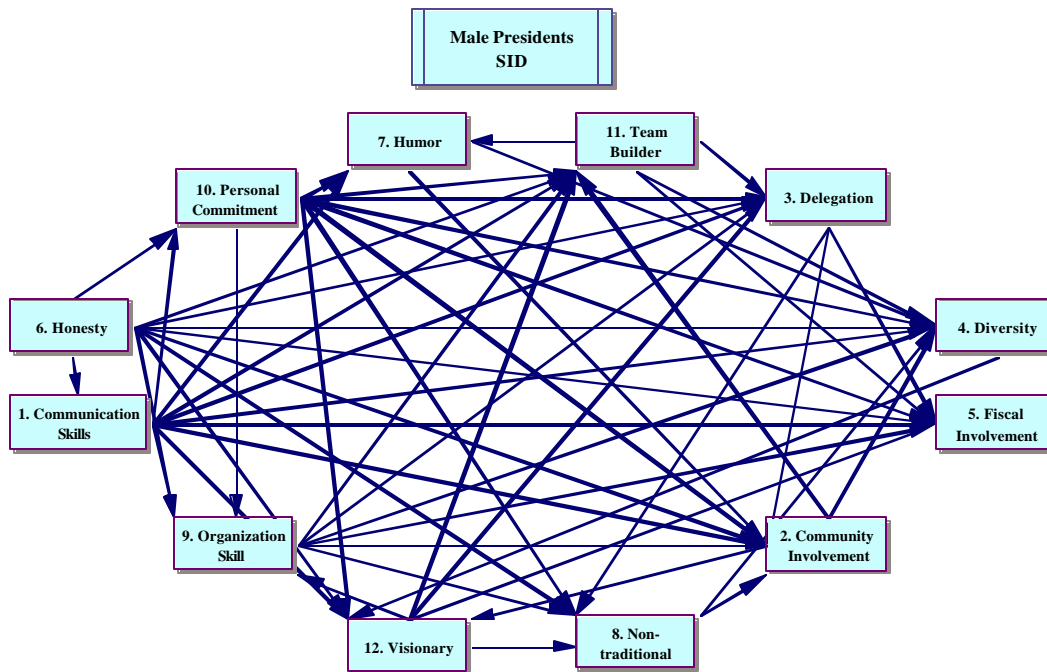 Male Presidents
SID
7. Humor
11. Team
Builder
10. Personal
Commitment
3. Delegation
6. Honesty
4. Diversity
1. Communication
Skills
5. Fiscal
Involvement
9. Organization
Skill
2. Community
Involvement
12. Visionary
8. Non-
traditional